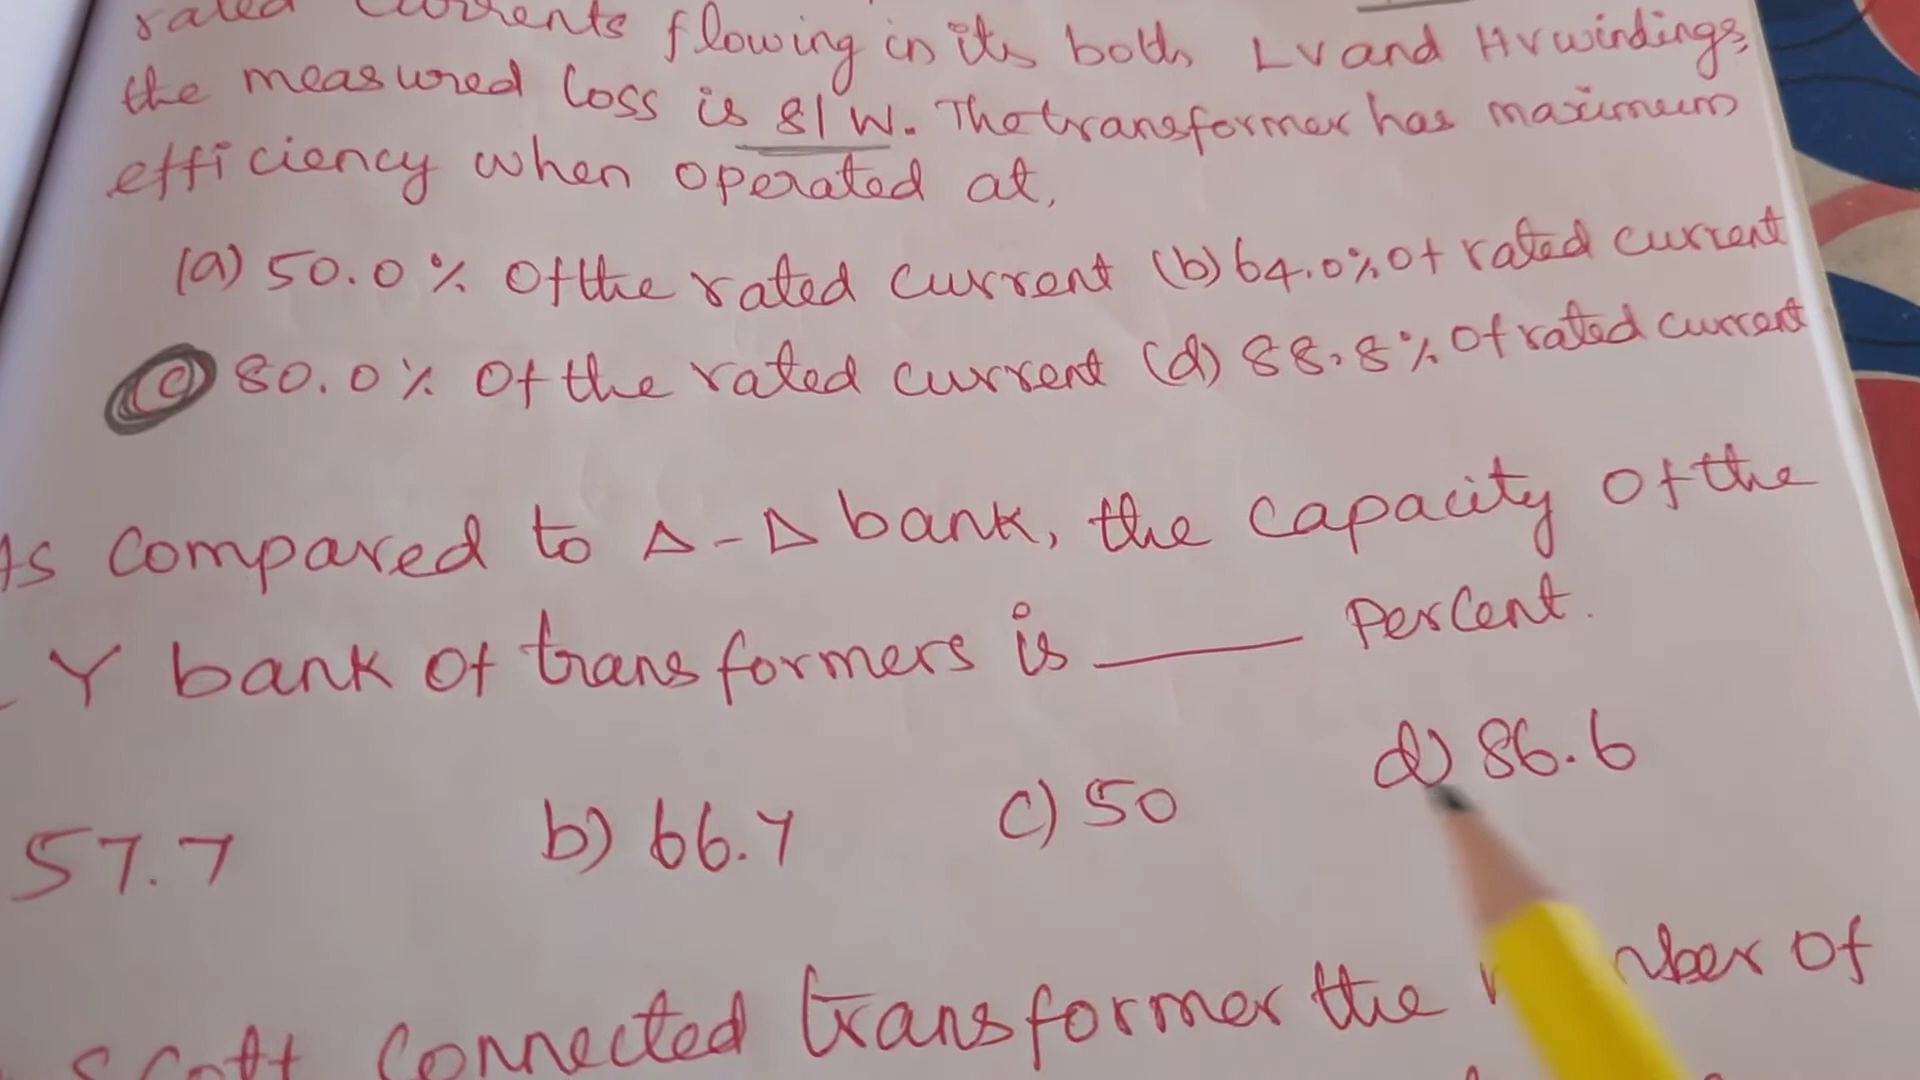 rated currents flowing in its both LV and HV windings,
the measured loss is 81 W. The transformer has maximum
efficiency when operated at,
(a) 50.0 % Of the rated current (b) 64.0% of rated current
(c) 80.0 % Of the rated current (d) 88.8 % Of rated current
As compared to Δ-Δ bank, the capacity of the
- Y bank of transformers is ——— Percent.
57.7 b) 66.7 c) 50 d) 86.6
Scott connected transformer the of